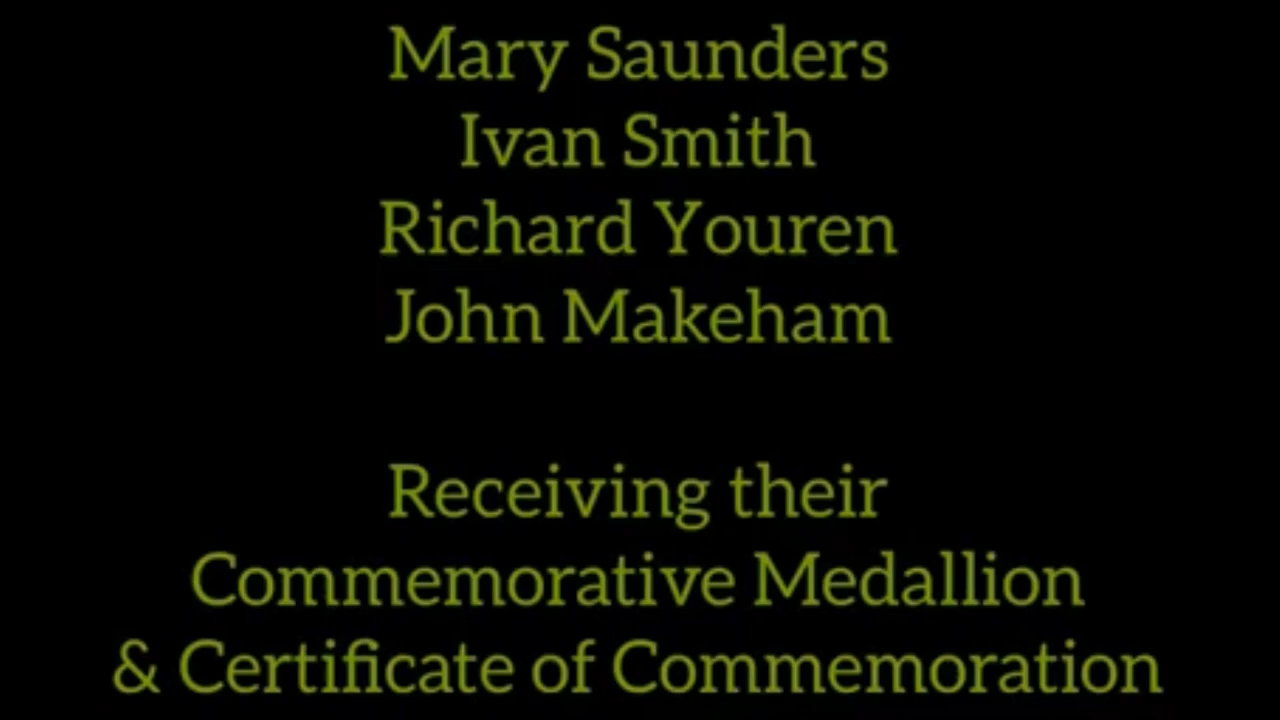 Mary Saunders
Ivan Smith
Richard Youren
John Makeham
Receiving their
Commemorative Medallion
& Certificate of Commemoration